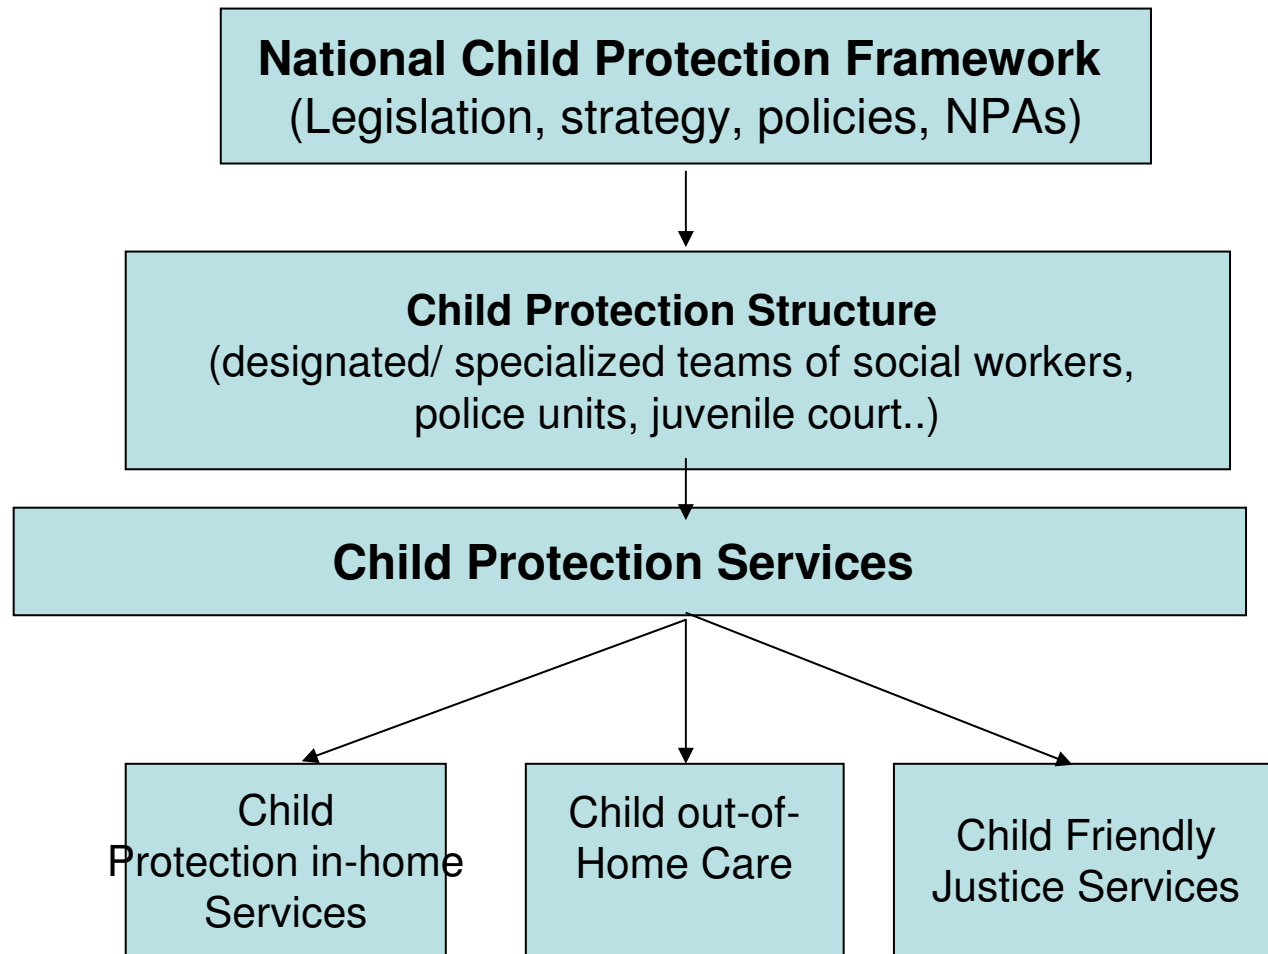 National Child Protection Framework
(Legislation, strategy, policies, NPAs)
Child Protection Structure
(designated/ specialized teams of social workers,
police units, juvenile court..)
Child Protection Services
Child
Protection in-home
Services
Child out-of-
Home Care
Child Friendly
Justice Services